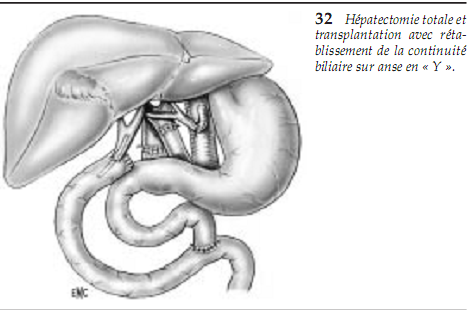 32 Hépatectomie totale et
transplantation avec réta-
blissement de la continuité
biliaire sur anse en « Y ».
EMC